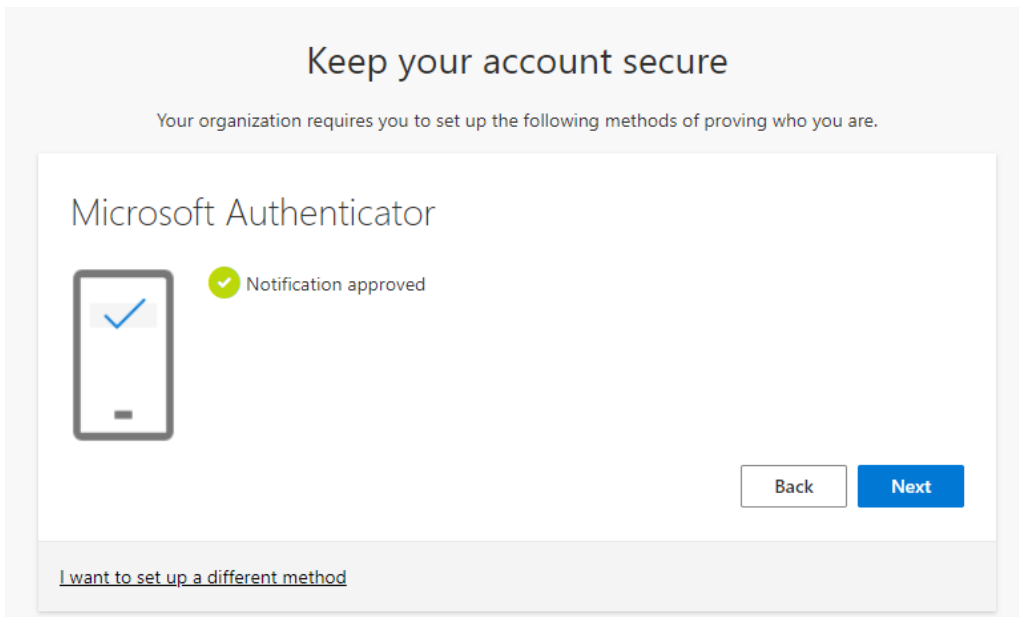 Keep your account secure
Your organization requires you to set up the following methods of proving who you are.
Microsoft Authenticator
Notification approved
Back
Next
I want to set up a different method